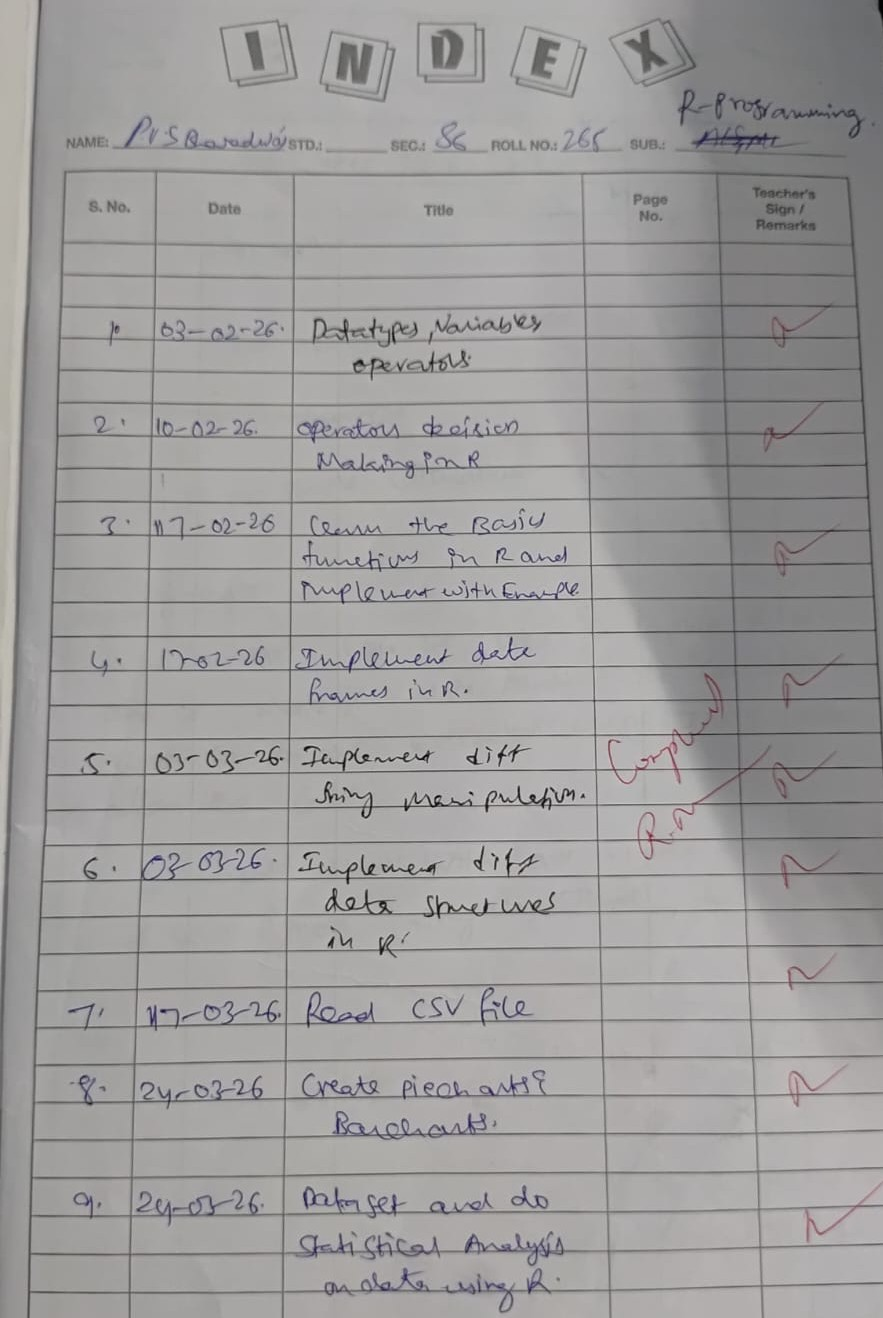 INDEX
R-Programming.
NAME: PVS Baradwaj STD.: SEC.: S6 ROLL NO.: 265 SUB.:
S. No. Date Title Page No. Teacher's Sign / Remarks
1. 03-02-26. Datatypes, Variables
operators.
2. 10-02-26. operators decision
Making in R
3. 17-02-26 Learn the Basic
functions in R and
Implement with Example
4. 17-02-26 Implement data
frames in R.
5. 03-03-26. Implement diff
String manipulation.
Completed
6. 03-03-26. Implement diff
data structures
in R.
7. 17-03-26. Read CSV file
8. 24-03-26 Create piecharts &
Barcharts.
9. 24-03-26. Dataset and do
Statistical Analysis
on data using R.